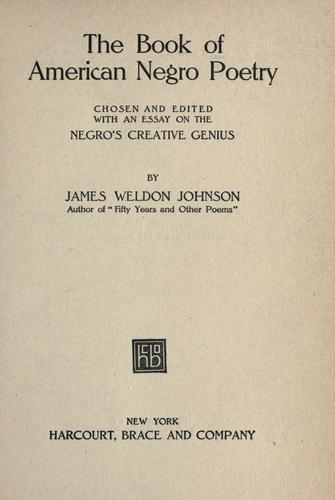 The Book of
American Negro Poetry
CHOSEN AND EDITED
WITH AN ESSAY ON THE
NEGRO'S CREATIVE GENIUS
BY
JAMES WELDON JOHNSON
Author of "Fifty Years and Other Poems"
NEW YORK
HARCOURT, BRACE AND COMPANY